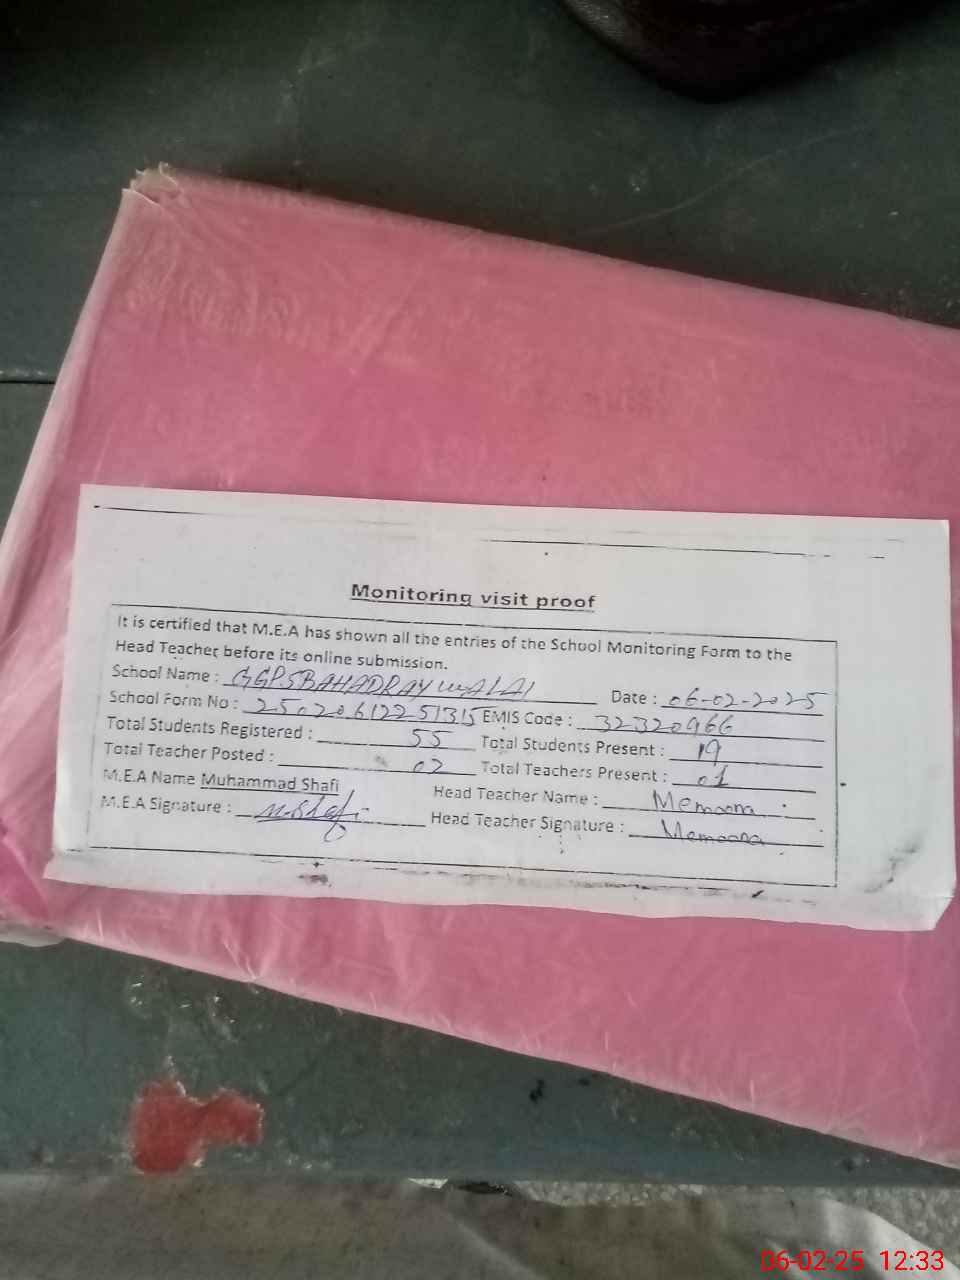 Monitoring visit proof
It is certified that M.E.A has shown all the entries of the School Monitoring Form to the
Head Teacher before its online submission.
School Name : GGPS BAHADRAY WALAI Date : 06-02-2025
School Form No : 25020612251315 EMIS Code : 32320966
Total Students Registered : 55 Total Students Present : 19
Total Teacher Posted : 02 Total Teachers Present : 01
M.E.A Name Muhammad Shafi Head Teacher Name : Memoona
M.E.A Signature : M.Shafi Head Teacher Signature : Memoona
06-02-25 12:33